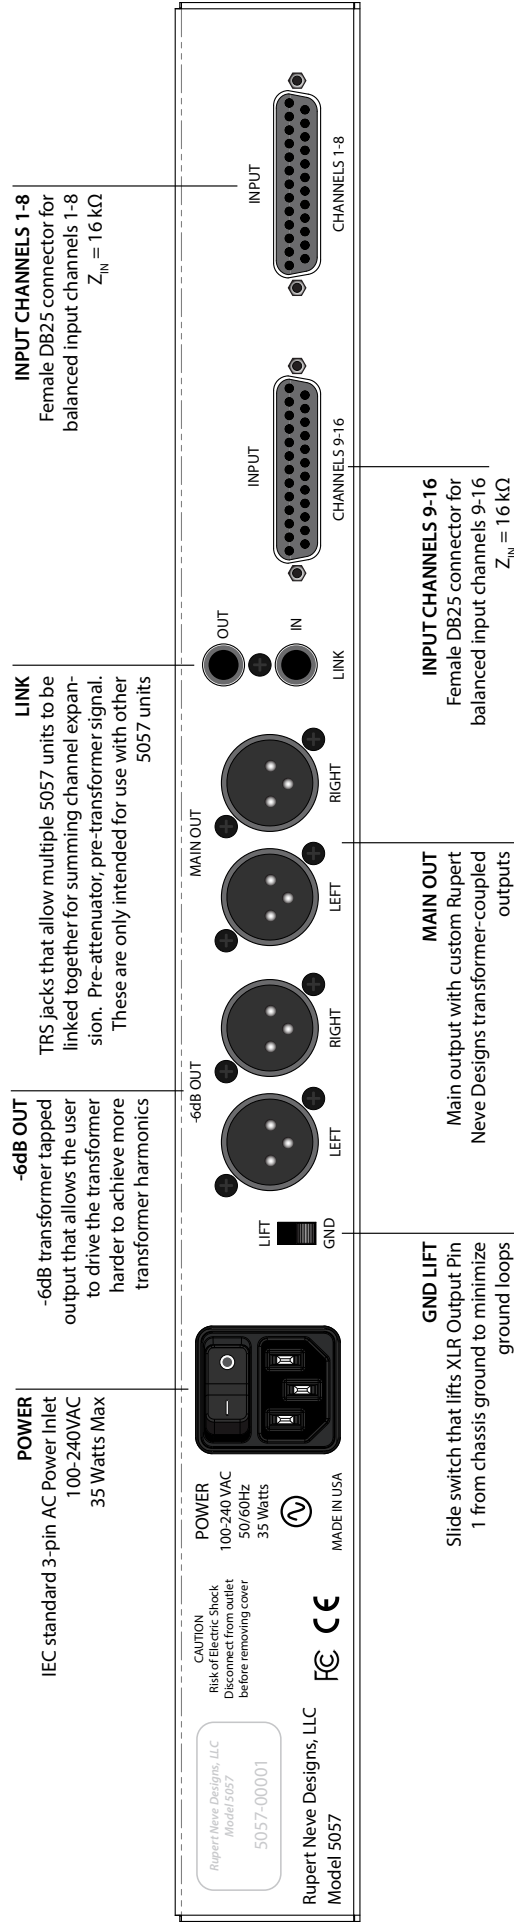 POWER
IEC standard 3-pin AC Power Inlet
100-240VAC
35 Watts Max
-6dB OUT
-6dB transformer tapped
output that allows the user
to drive the transformer
harder to achieve more
transformer harmonics
LINK
TRS jacks that allow multiple 5057 units to be
linked together for summing channel expan-
sion.  Pre-attenuator, pre-transformer signal.
These are only intended for use with other
5057 units
INPUT CHANNELS 1-8
Female DB25 connector for
balanced input channels 1-8
ZIN = 16 kΩ
Rupert Neve Designs, LLC
Model 5057
5057-00001
Rupert Neve Designs, LLC
Model 5057
CAUTION
Risk of Electric Shock
Disconnect from outlet
before removing cover
FC CE
POWER
100-240 VAC
50/60Hz
35 Watts
MADE IN USA
LIFT
GND
-6dB OUT
LEFT
RIGHT
MAIN OUT
LEFT
RIGHT
OUT
IN
LINK
INPUT
CHANNELS 9-16
INPUT
CHANNELS 1-8
GND LIFT
Slide switch that lifts XLR Output Pin
1 from chassis ground to minimize
ground loops
MAIN OUT
Main output with custom Rupert
Neve Designs transformer-coupled
outputs
INPUT CHANNELS 9-16
Female DB25 connector for
balanced input channels 9-16
ZIN = 16 kΩ